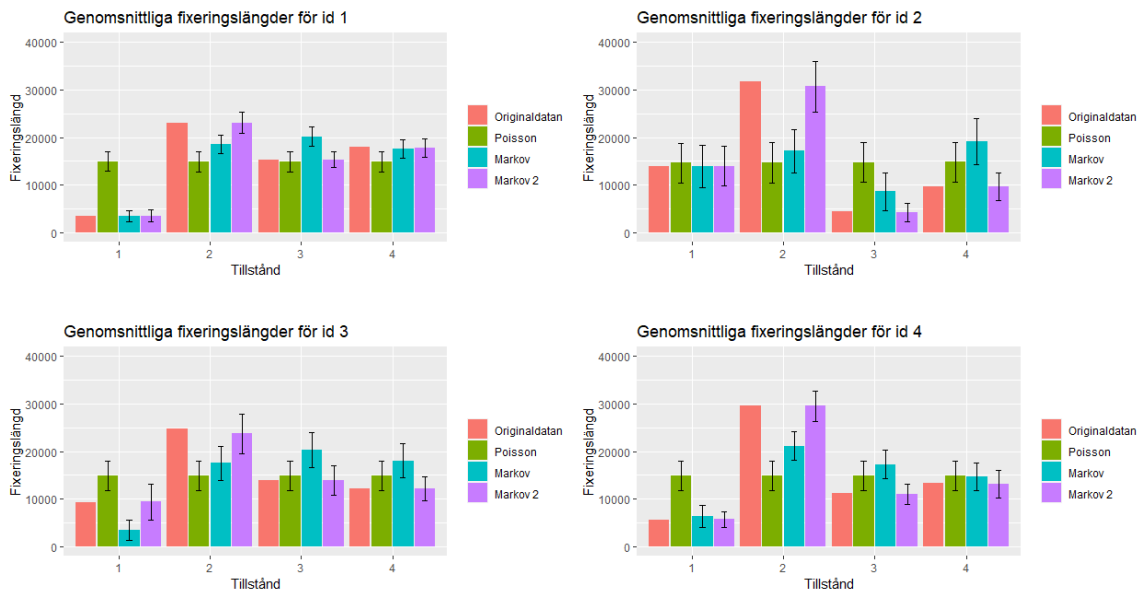 Genomsnittliga fixeringslängder för id 1
Fixeringslängd
40000
30000
20000
10000
0
1 2 3 4
Tillstånd
Originaldatan
Poisson
Markov
Markov 2
Genomsnittliga fixeringslängder för id 2
Fixeringslängd
40000
30000
20000
10000
0
1 2 3 4
Tillstånd
Originaldatan
Poisson
Markov
Markov 2
Genomsnittliga fixeringslängder för id 3
Fixeringslängd
40000
30000
20000
10000
0
1 2 3 4
Tillstånd
Originaldatan
Poisson
Markov
Markov 2
Genomsnittliga fixeringslängder för id 4
Fixeringslängd
40000
30000
20000
10000
0
1 2 3 4
Tillstånd
Originaldatan
Poisson
Markov
Markov 2